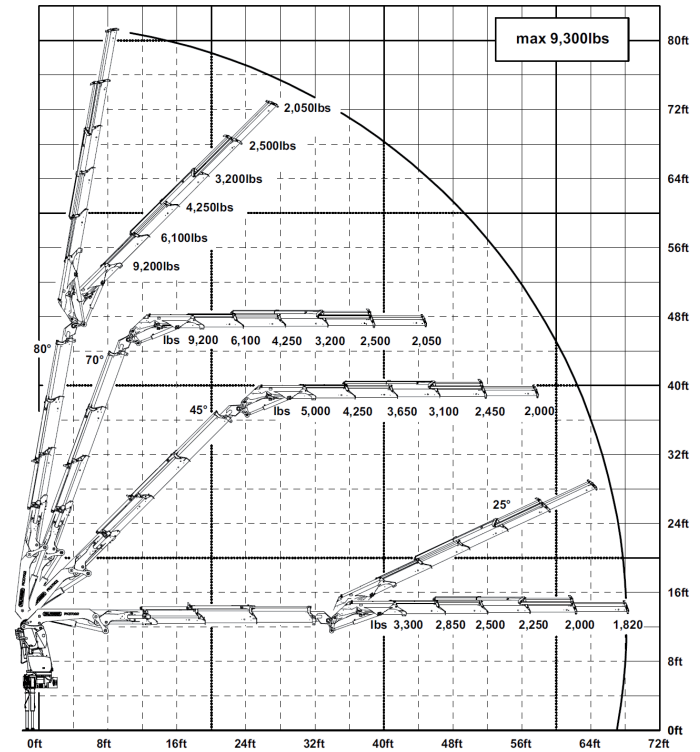 max 9,300lbs
80ft
72ft
64ft
56ft
48ft
40ft
32ft
24ft
16ft
8ft
0ft
2,050lbs
2,500lbs
3,200lbs
4,250lbs
6,100lbs
9,200lbs
80°
70°
lbs 9,200 6,100 4,250 3,200 2,500 2,050
45°
lbs 5,000 4,250 3,650 3,100 2,450 2,000
25°
lbs 3,300 2,850 2,500 2,250 2,000 1,820
0ft 8ft 16ft 24ft 32ft 40ft 48ft 56ft 64ft 72ft